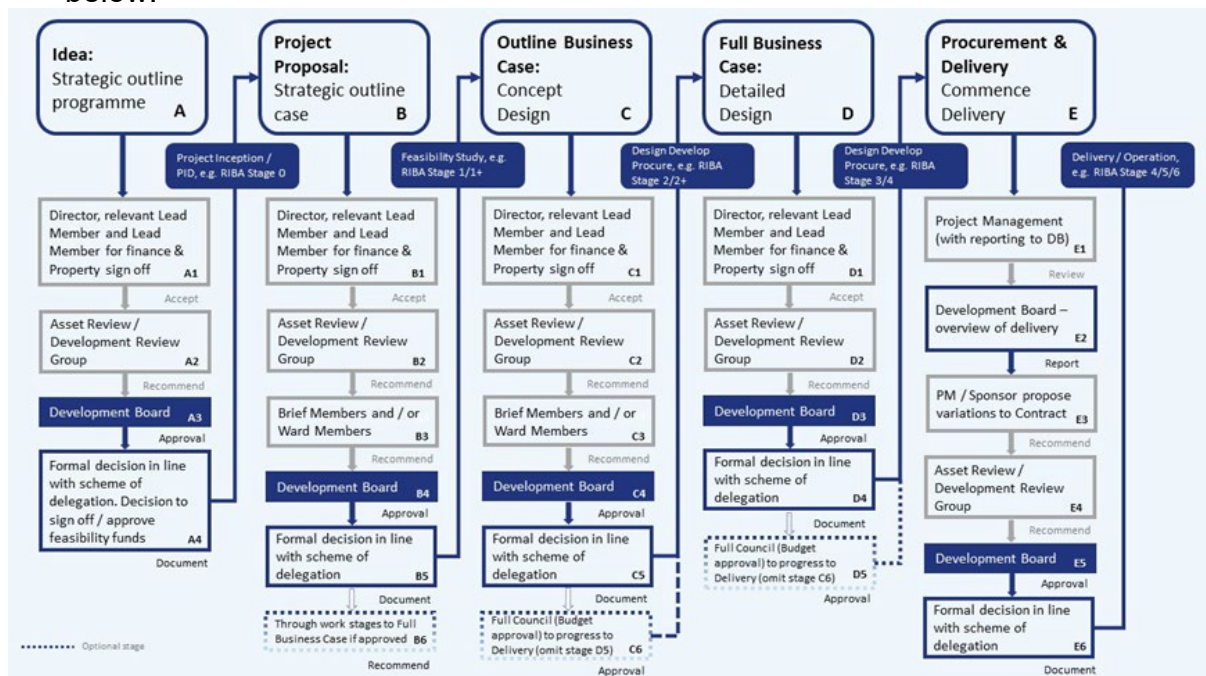 Idea:
Strategic outline
programme A
Project Inception /
PID, e.g. RIBA Stage 0
Director, relevant Lead
Member and Lead
Member for finance &
Property sign off A1
Accept
Asset Review /
Development Review
Group A2
Recommend
Development Board A3
Approval
Formal decision in line
with scheme of
delegation. Decision to
sign off / approve
feasibility funds A4
Document
Optional stage
Project
Proposal:
Strategic outline
case B
Feasibility Study, e.g.
RIBA Stage 1/1+
Director, relevant Lead
Member and Lead
Member for finance &
Property sign off B1
Accept
Asset Review /
Development Review
Group B2
Recommend
Brief Members and / or
Ward Members B3
Recommend
Development Board B4
Approval
Formal decision in line
with scheme of
delegation B5
Document
Through work stages to Full
Business Case if approved B6
Recommend
Outline Business
Case:
Concept
Design C
Design Develop
Procure, e.g. RIBA
Stage 2/2+
Director, relevant Lead
Member and Lead
Member for finance &
Property sign off C1
Accept
Asset Review /
Development Review
Group C2
Recommend
Brief Members and / or
Ward Members C3
Recommend
Development Board C4
Approval
Formal decision in line
with scheme of
delegation C5
Document
Full Council (Budget
approval) to progress to
Delivery (omit stage D5) C6
Approval
Full Business
Case:
Detailed
Design D
Design Develop
Procure, e.g. RIBA
Stage 3/4
Director, relevant Lead
Member and Lead
Member for finance &
Property sign off D1
Accept
Asset Review /
Development Review
Group D2
Recommend
Development Board D3
Approval
Formal decision in line
with scheme of
delegation D4
Document
Full Council (Budget
approval) to progress to
Delivery (omit stage C6) D5
Approval
Procurement &
Delivery
Commence
Delivery E
Delivery / Operation,
e.g. RIBA Stage 4/5/6
Project Management
(with reporting to DB) E1
Review
Development Board –
overview of delivery E2
Report
PM / Sponsor propose
variations to Contract E3
Recommend
Asset Review /
Development Review
Group E4
Recommend
Development Board E5
Approval
Formal decision in line
with scheme of
delegation E6
Document